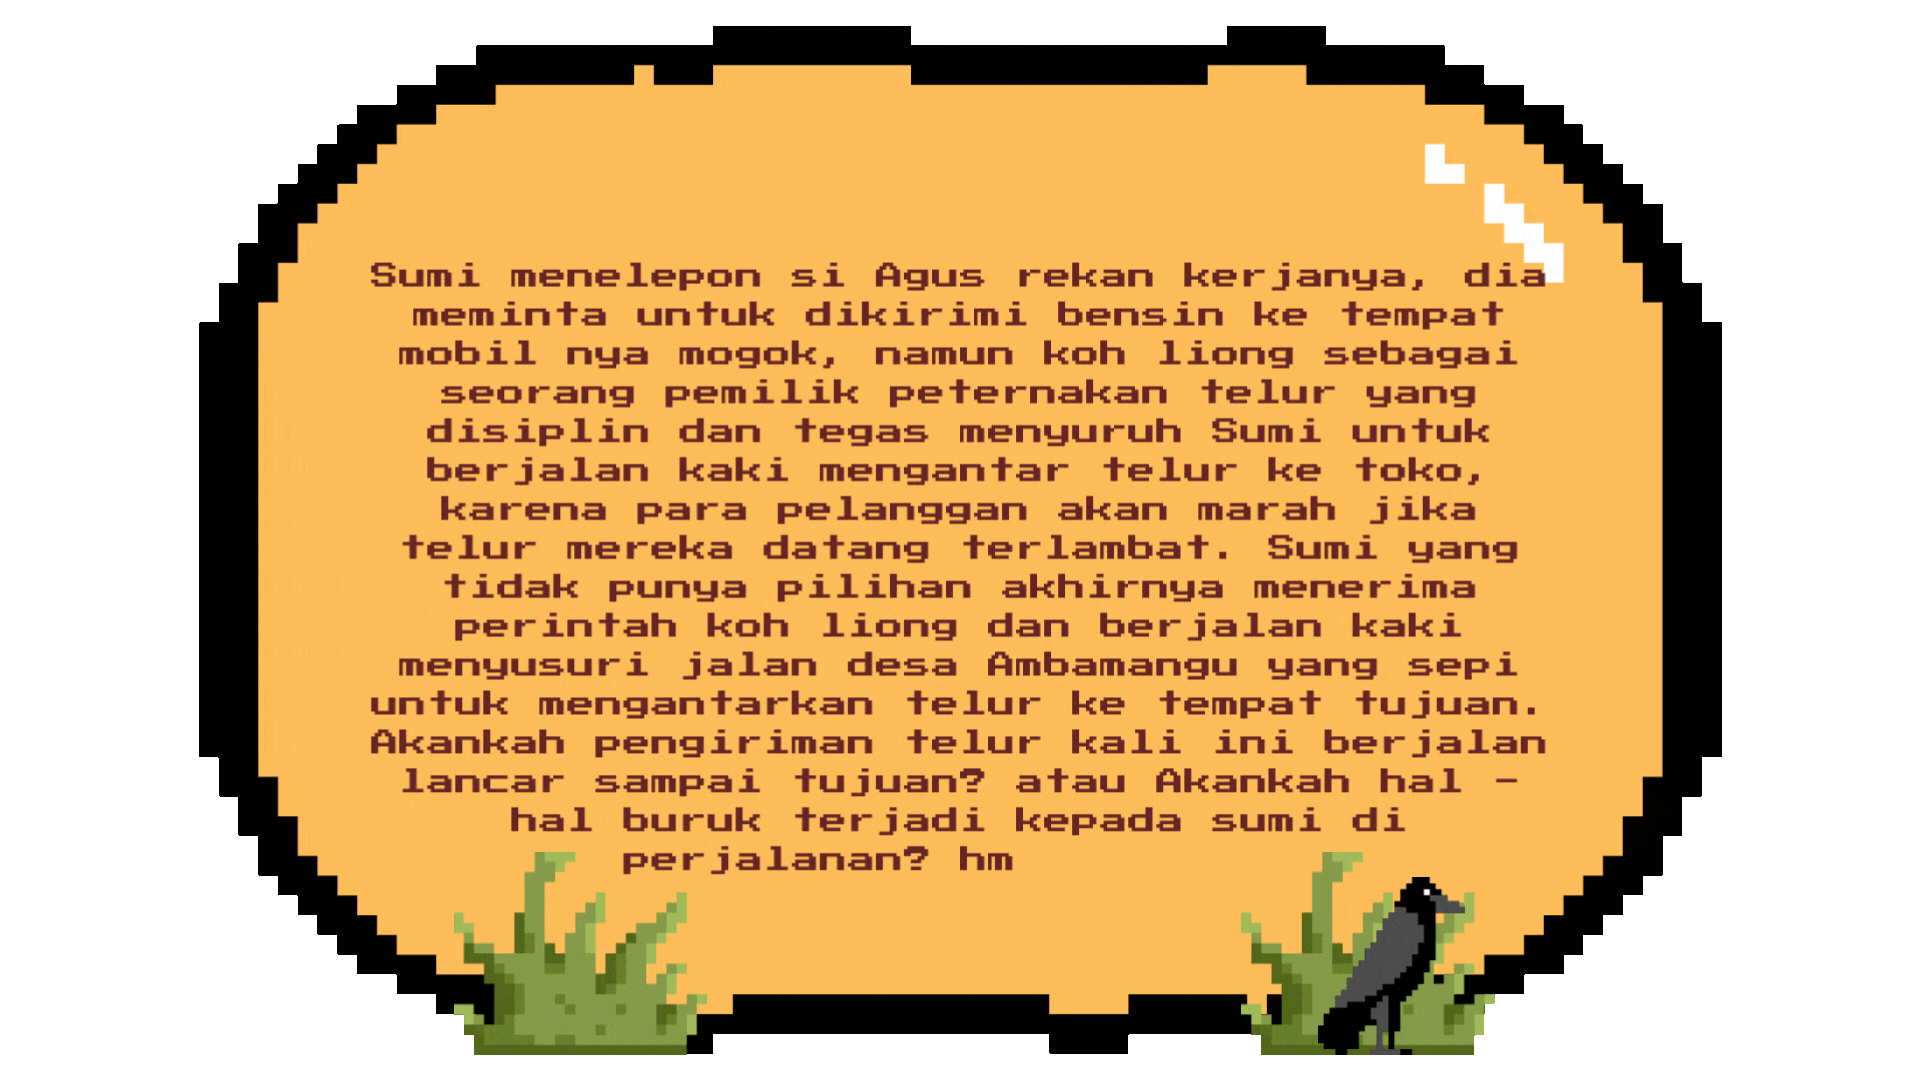 Sumi menelepon si Agus rekan kerjanya, dia
meminta untuk dikirimi bensin ke tempat
mobil nya mogok, namun koh liong sebagai
seorang pemilik peternakan telur yang
disiplin dan tegas menyuruh Sumi untuk
berjalan kaki mengantar telur ke toko,
karena para pelanggan akan marah jika
telur mereka datang terlambat. Sumi yang
tidak punya pilihan akhirnya menerima
perintah koh liong dan berjalan kaki
menyusuri jalan desa Ambamangu yang sepi
untuk mengantarkan telur ke tempat tujuan.
Akankah pengiriman telur kali ini berjalan
lancar sampai tujuan? atau Akankah hal -
hal buruk terjadi kepada sumi di
perjalanan? hm